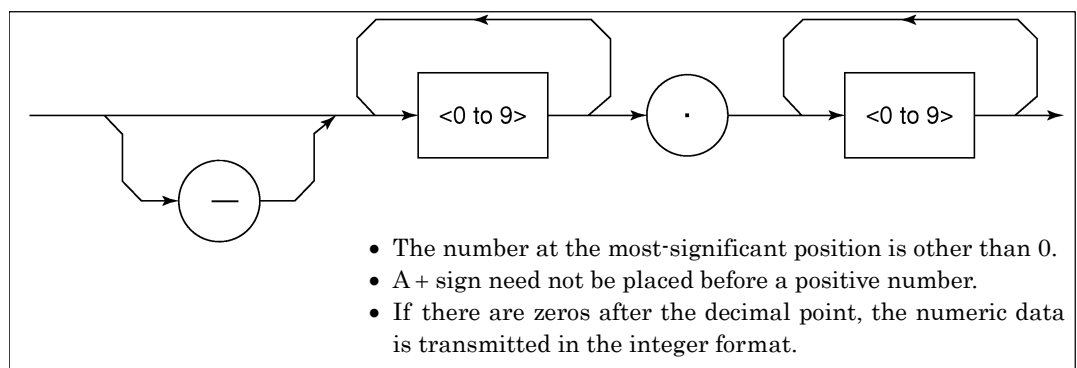 <0 to 9> . <0 to 9>
—
• The number at the most-significant position is other than 0.
• A + sign need not be placed before a positive number.
• If there are zeros after the decimal point, the numeric data
is transmitted in the integer format.